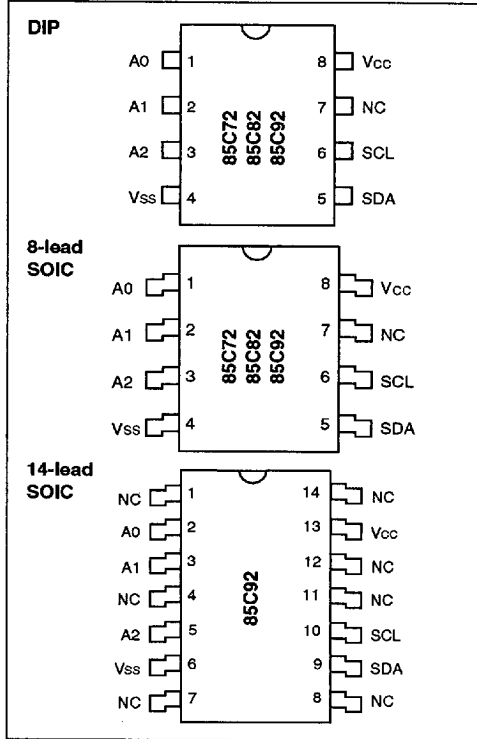 DIP
A0 1 8 Vcc
A1 2 7 NC
A2 3 6 SCL
Vss 4 5 SDA
85C72
85C82
85C92
8-lead
SOIC
A0 1 8 Vcc
A1 2 7 NC
A2 3 6 SCL
Vss 4 5 SDA
85C72
85C82
85C92
14-lead
SOIC
NC 1 14 NC
A0 2 13 Vcc
A1 3 12 NC
NC 4 11 NC
A2 5 10 SCL
Vss 6 9 SDA
NC 7 8 NC
85C92